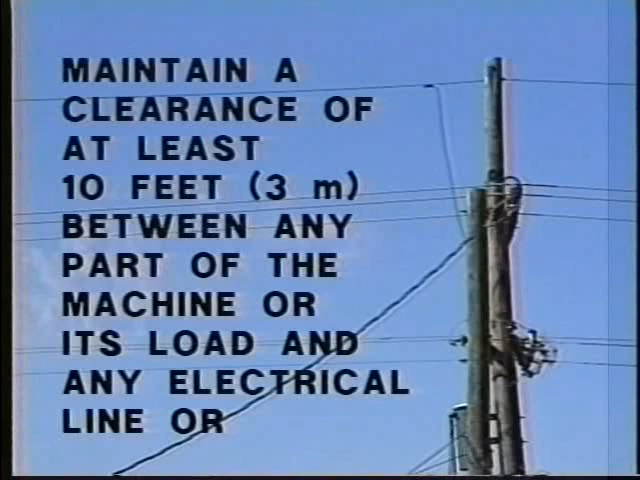 MAINTAIN A
CLEARANCE OF
AT LEAST
10 FEET (3 m)
BETWEEN ANY
PART OF THE
MACHINE OR
ITS LOAD AND
ANY ELECTRICAL
LINE OR